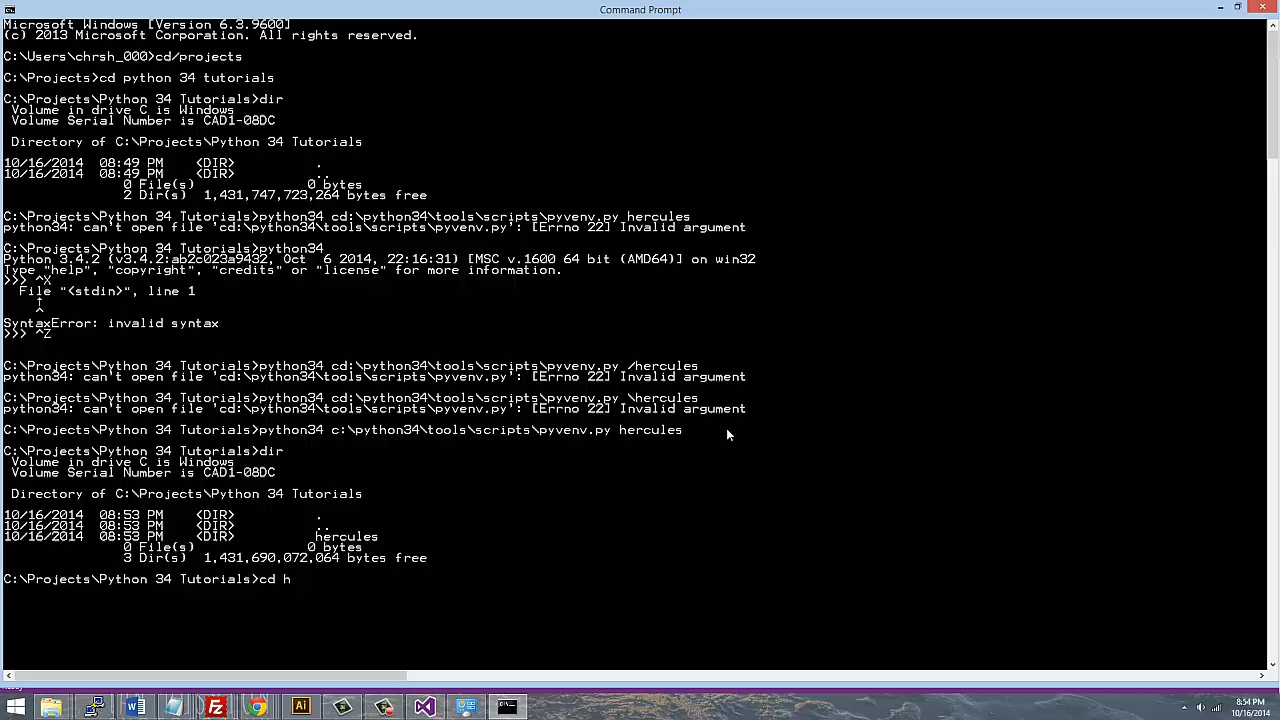 Command Prompt
Microsoft Windows [Version 6.3.9600]
(c) 2013 Microsoft Corporation. All rights reserved.
C:\Users\chrsh_000>cd/projects
C:\Projects>cd python 34 tutorials
C:\Projects\Python 34 Tutorials>dir
Volume in drive C is Windows
Volume Serial Number is CAD1-08DC
Directory of C:\Projects\Python 34 Tutorials
10/16/2014  08:49 PM    <DIR>          .
10/16/2014  08:49 PM    <DIR>          ..
0 File(s)              0 bytes
2 Dir(s)  1,431,747,723,264 bytes free
C:\Projects\Python 34 Tutorials>python34 cd:\python34\tools\scripts\pyvenv.py hercules
python34: can't open file 'cd:\python34\tools\scripts\pyvenv.py': [Errno 22] Invalid argument
C:\Projects\Python 34 Tutorials>python34
Python 3.4.2 (v3.4.2:ab2c023a9432, Oct  6 2014, 22:16:31) [MSC v.1600 64 bit (AMD64)] on win32
Type "help", "copyright", "credits" or "license" for more information.
>>> ^X
File "<stdin>", line 1
↑
^
SyntaxError: invalid syntax
>>> ^Z
C:\Projects\Python 34 Tutorials>python34 cd:\python34\tools\scripts\pyvenv.py /hercules
python34: can't open file 'cd:\python34\tools\scripts\pyvenv.py': [Errno 22] Invalid argument
C:\Projects\Python 34 Tutorials>python34 cd:\python34\tools\scripts\pyvenv.py \hercules
python34: can't open file 'cd:\python34\tools\scripts\pyvenv.py': [Errno 22] Invalid argument
C:\Projects\Python 34 Tutorials>python34 c:\python34\tools\scripts\pyvenv.py hercules
C:\Projects\Python 34 Tutorials>dir
Volume in drive C is Windows
Volume Serial Number is CAD1-08DC
Directory of C:\Projects\Python 34 Tutorials
10/16/2014  08:53 PM    <DIR>          .
10/16/2014  08:53 PM    <DIR>          ..
10/16/2014  08:53 PM    <DIR>          hercules
0 File(s)              0 bytes
3 Dir(s)  1,431,690,072,064 bytes free
C:\Projects\Python 34 Tutorials>cd h
W
Fz
Ai
8:54 PM
10/16/2014